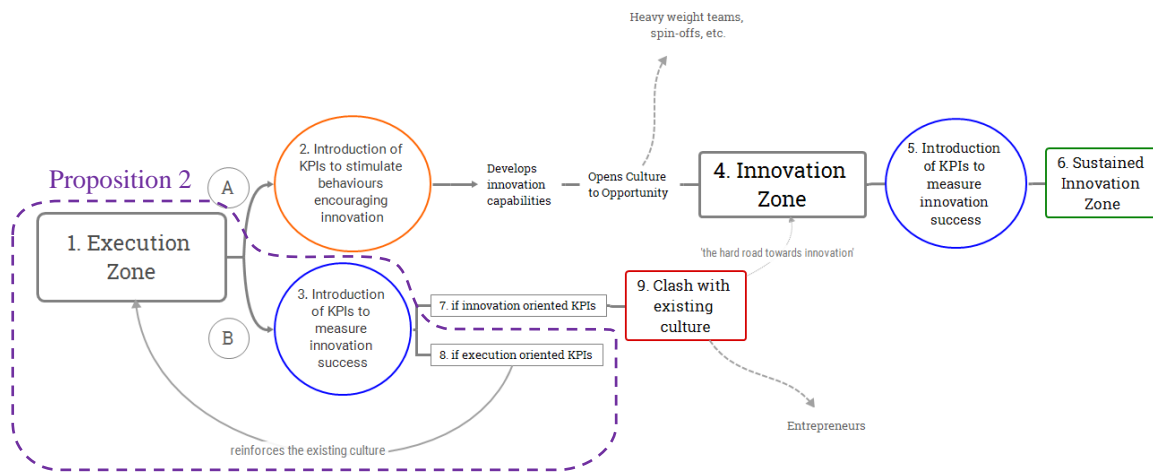 Heavy weight teams,
spin-offs, etc.
Proposition 2
A
2. Introduction of
KPIs to stimulate
behaviours
encouraging
innovation
Develops
innovation
capabilities
Opens Culture
to Opportunity
4. Innovation
Zone
5. Introduction
of KPIs to
measure
innovation
success
6. Sustained
Innovation
Zone
1. Execution
Zone
'the hard road towards innovation'
B
3. Introduction
of KPIs to
measure
innovation
success
7. if innovation oriented KPIs
8. if execution oriented KPIs
9. Clash with
existing
culture
Entrepreneurs
reinforces the existing culture